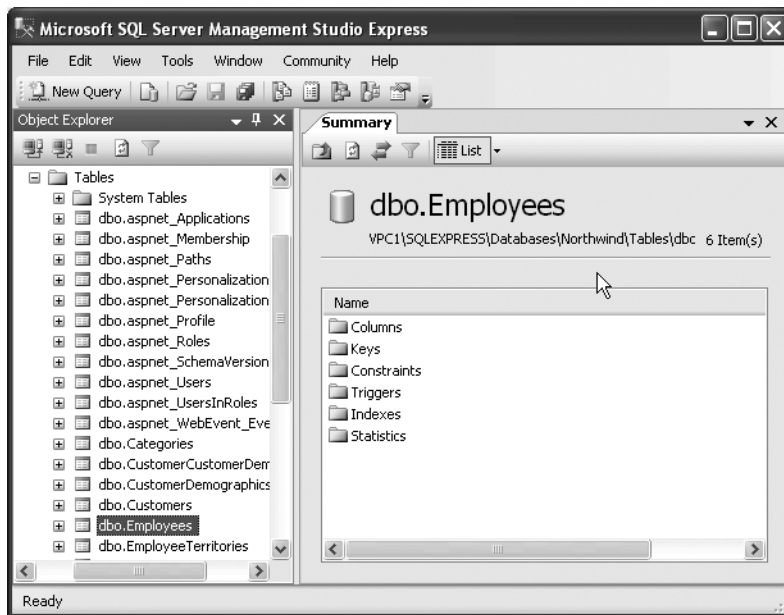 Microsoft SQL Server Management Studio Express
File Edit View Tools Window Community Help
New Query
Object Explorer
Tables
System Tables
dbo.aspnet_Applications
dbo.aspnet_Membership
dbo.aspnet_Paths
dbo.aspnet_Personalization
dbo.aspnet_Personalization
dbo.aspnet_Profile
dbo.aspnet_Roles
dbo.aspnet_SchemaVersion
dbo.aspnet_Users
dbo.aspnet_UsersInRoles
dbo.aspnet_WebEvent_Eve
dbo.Categories
dbo.CustomerCustomerDem
dbo.CustomerDemographics
dbo.Customers
dbo.Employees
dbo.EmployeeTerritories
Summary
List
dbo.Employees
VPC1\SQLEXPRESS\Databases\Northwind\Tables\dbc 6 Item(s)
Name
Columns
Keys
Constraints
Triggers
Indexes
Statistics
Ready